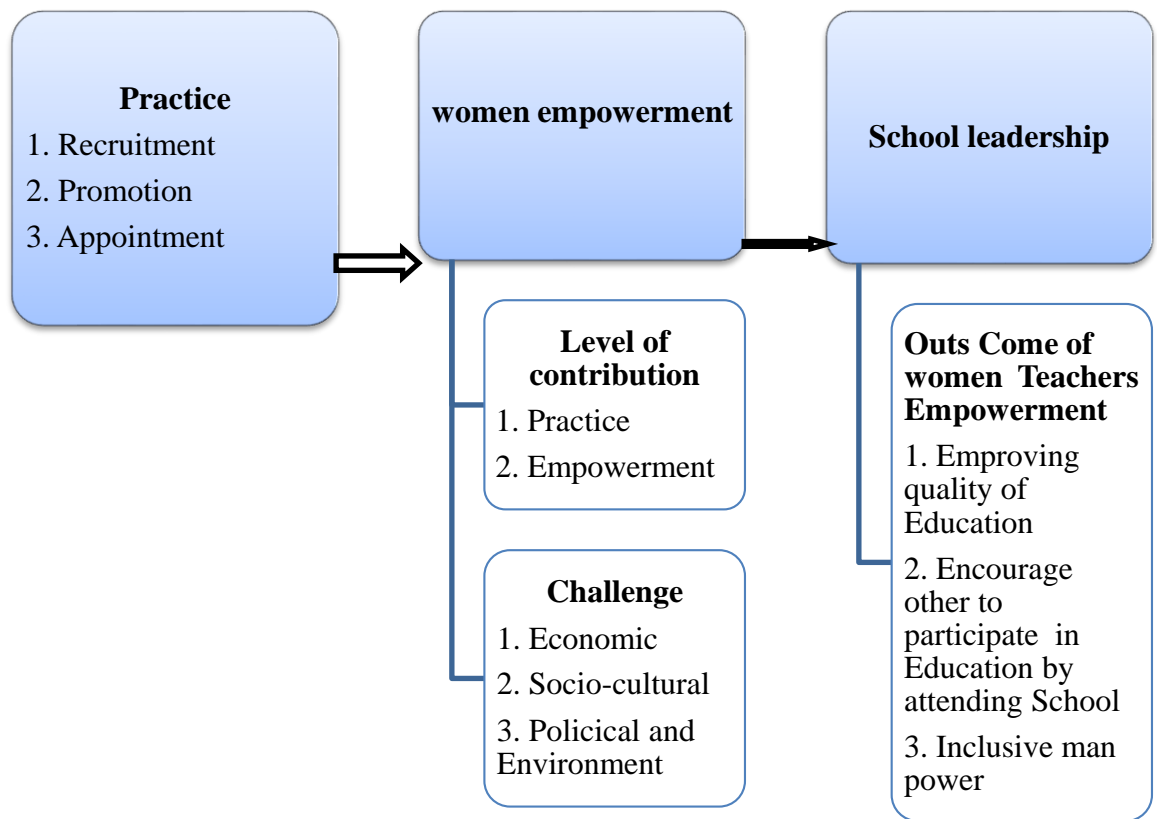 Practice
1. Recruitment
2. Promotion
3. Appointment
women empowerment
Level of
contribution
1. Practice
2. Empowerment
Challenge
1. Economic
2. Socio-cultural
3. Policical and
Environment
School leadership
Outs Come of
women Teachers
Empowerment
1. Emproving
quality of
Education
2. Encourage
other to
participate in
Education by
attending School
3. Inclusive man
power